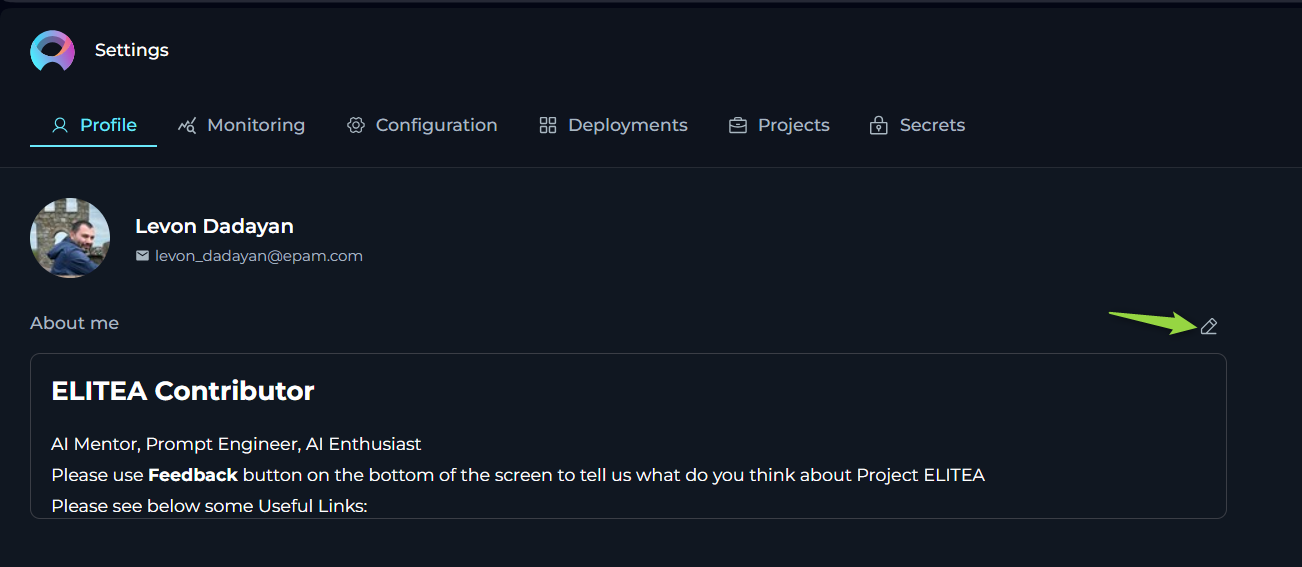 Settings
Profile
Monitoring
Configuration
Deployments
Projects
Secrets
Levon Dadayan
levon_dadayan@epam.com
About me
ELITEA Contributor
AI Mentor, Prompt Engineer, AI Enthusiast
Please use Feedback button on the bottom of the screen to tell us what do you think about Project ELITEA
Please see below some Useful Links: